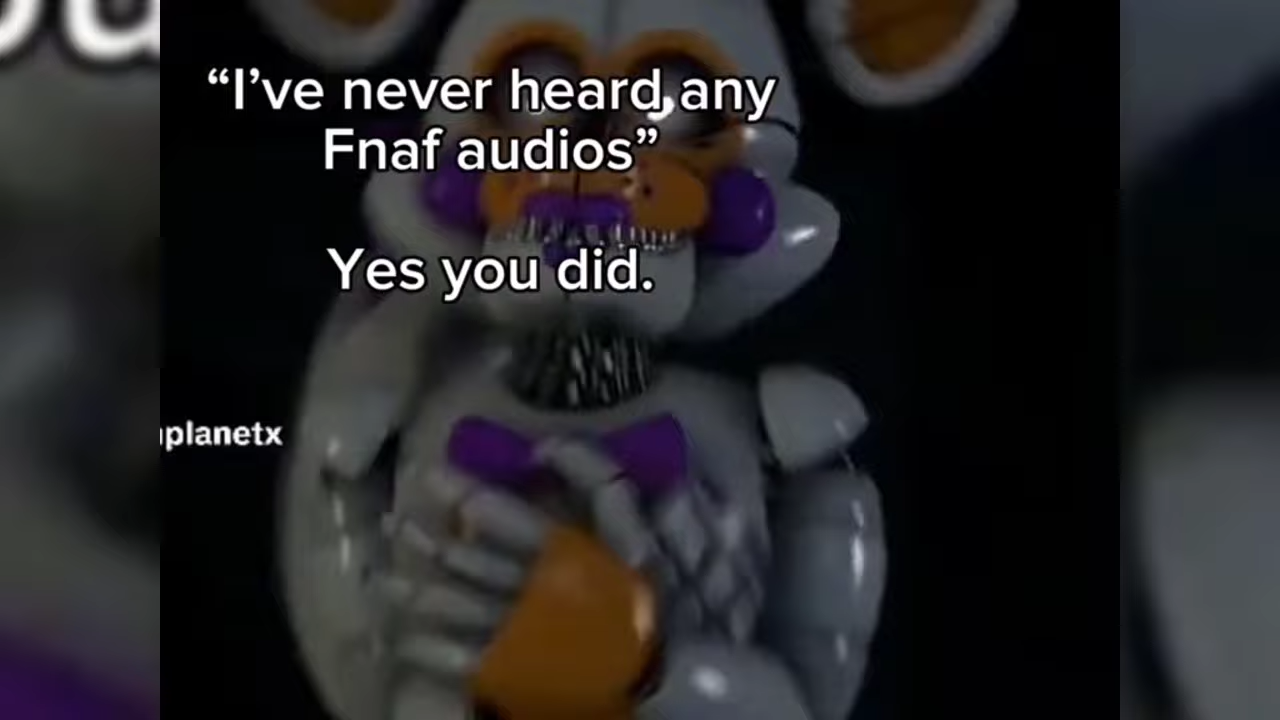 “I’ve never heard any
Fnaf audios”
Yes you did.
planetx